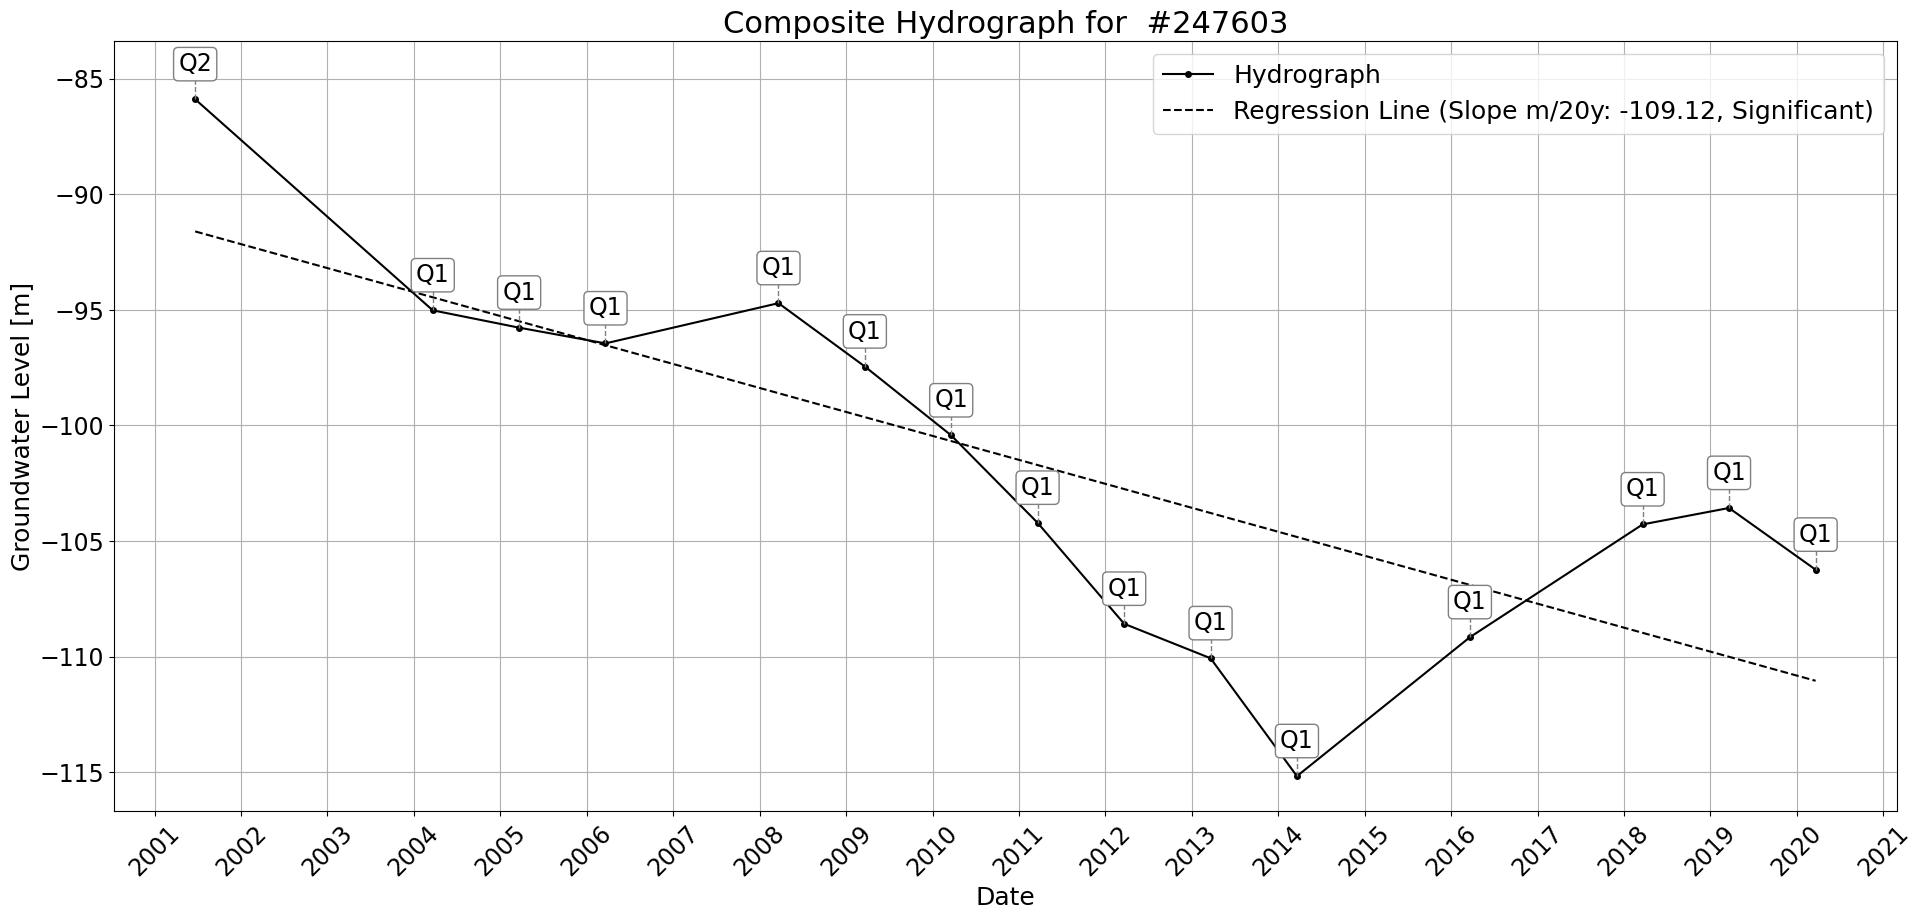 Composite Hydrograph for  #247603
Hydrograph
Regression Line (Slope m/20y: -109.12, Significant)
Groundwater Level [m]
−85
−90
−95
−100
−105
−110
−115
Q2
Q1
Q1
Q1
Q1
Q1
Q1
Q1
Q1
Q1
Q1
Q1
Q1
Q1
Q1
2001
2002
2003
2004
2005
2006
2007
2008
2009
2010
2011
2012
2013
2014
2015
2016
2017
2018
2019
2020
2021
Date